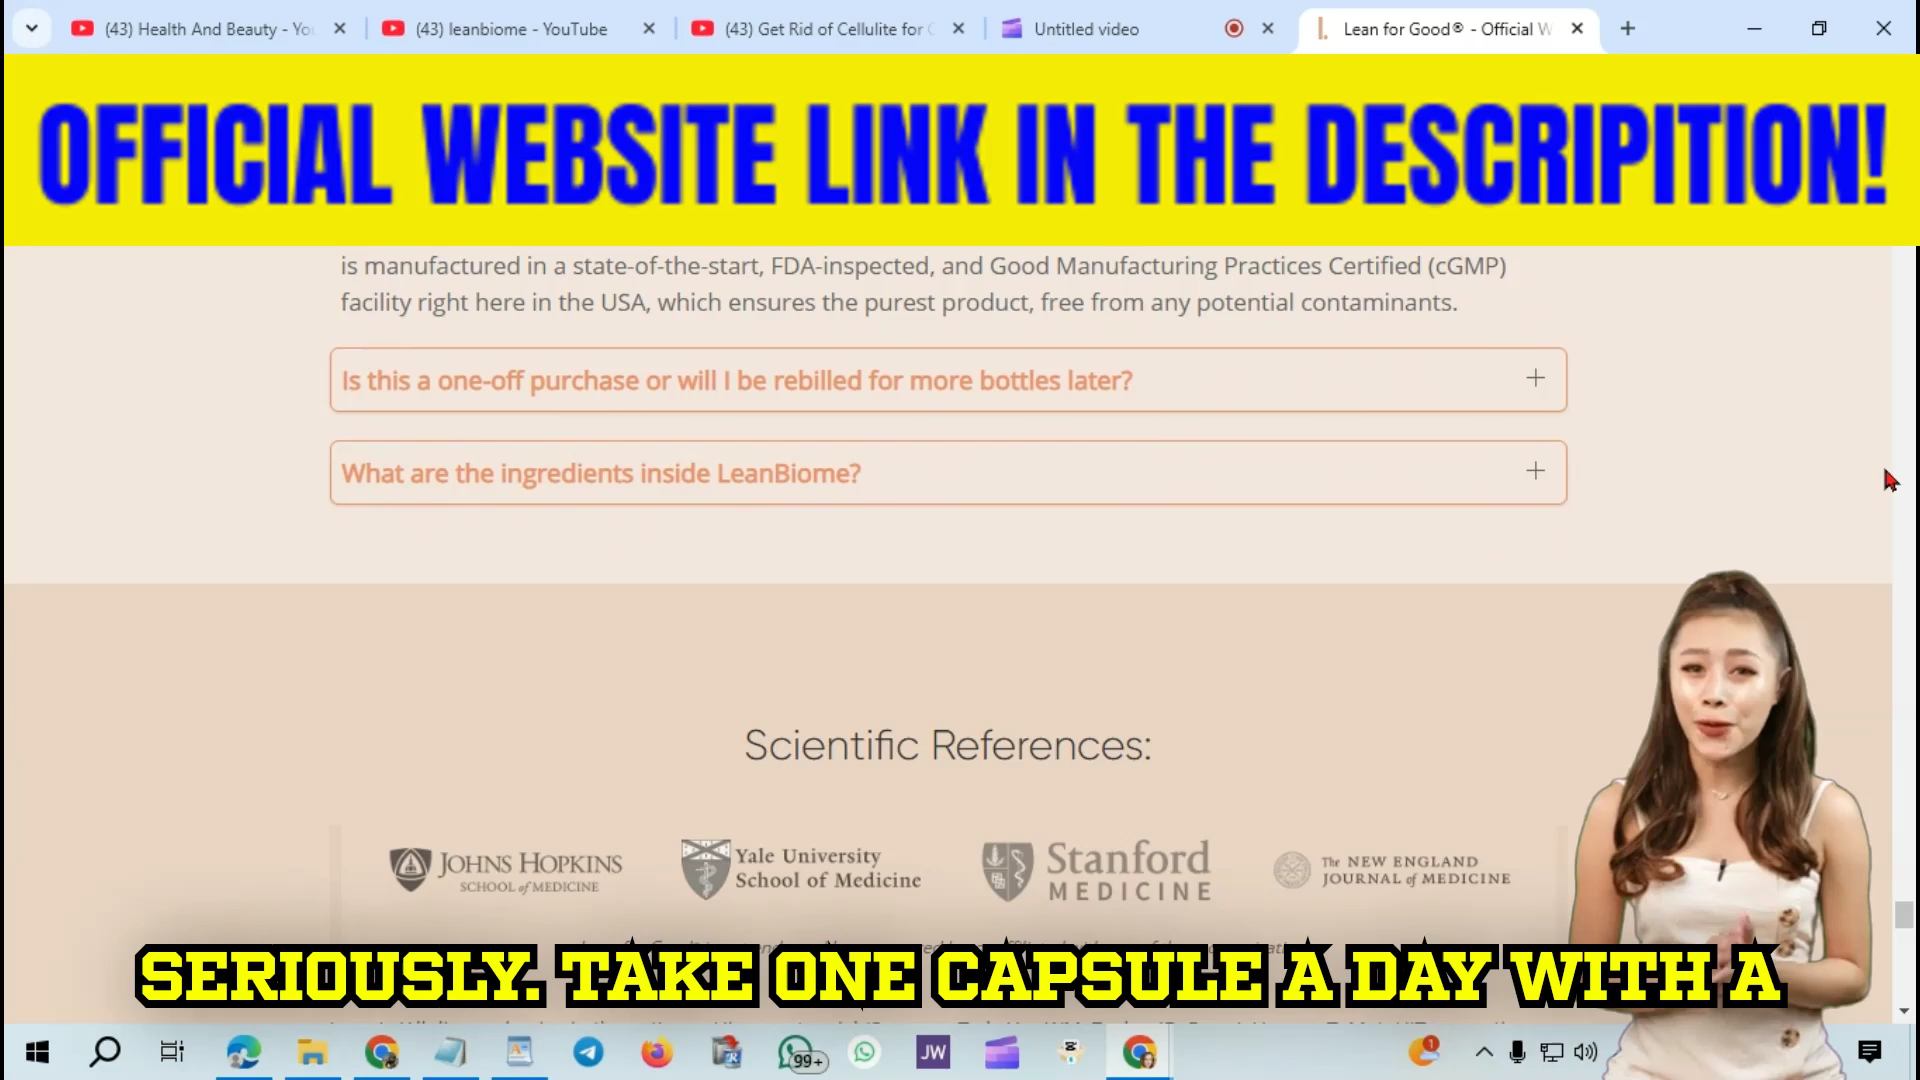 (43) Health And Beauty - Yo
(43) leanbiome - YouTube
(43) Get Rid of Cellulite for
Untitled video
Lean for Good® - Official W
OFFICIAL WEBSITE LINK IN THE DESCRIPITION!
is manufactured in a state-of-the-start, FDA-inspected, and Good Manufacturing Practices Certified (cGMP)
facility right here in the USA, which ensures the purest product, free from any potential contaminants.
Is this a one-off purchase or will I be rebilled for more bottles later?
What are the ingredients inside LeanBiome?
Scientific References:
JOHNS HOPKINS
SCHOOL of MEDICINE
Yale University
School of Medicine
Stanford
MEDICINE
The NEW ENGLAND
JOURNAL of MEDICINE
SERIOUSLY. TAKE ONE CAPSULE A DAY WITH A
99+
JW
1